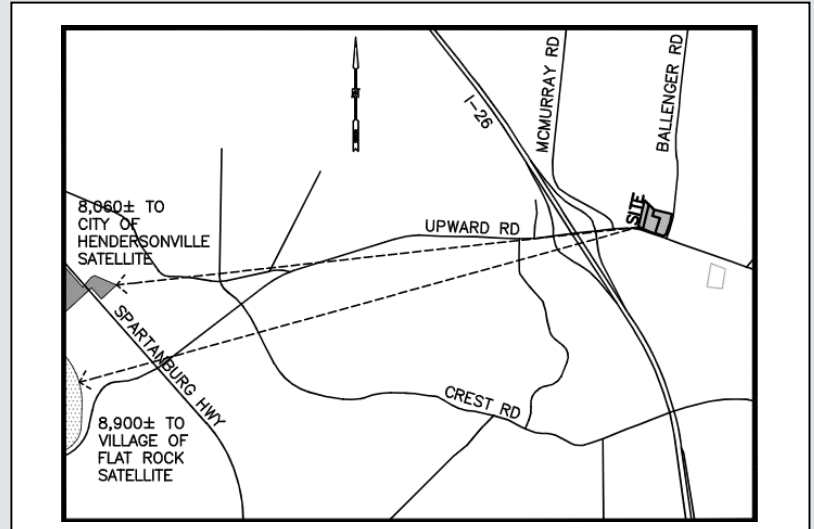 MCMURRAY RD
BALLENGER RD
I-26
8,060± TO
CITY OF
HENDERSONVILLE
SATELLITE
UPWARD RD
SITE
SPARTANBURG HWY
CREST RD
8,900± TO
VILLAGE OF
FLAT ROCK
SATELLITE